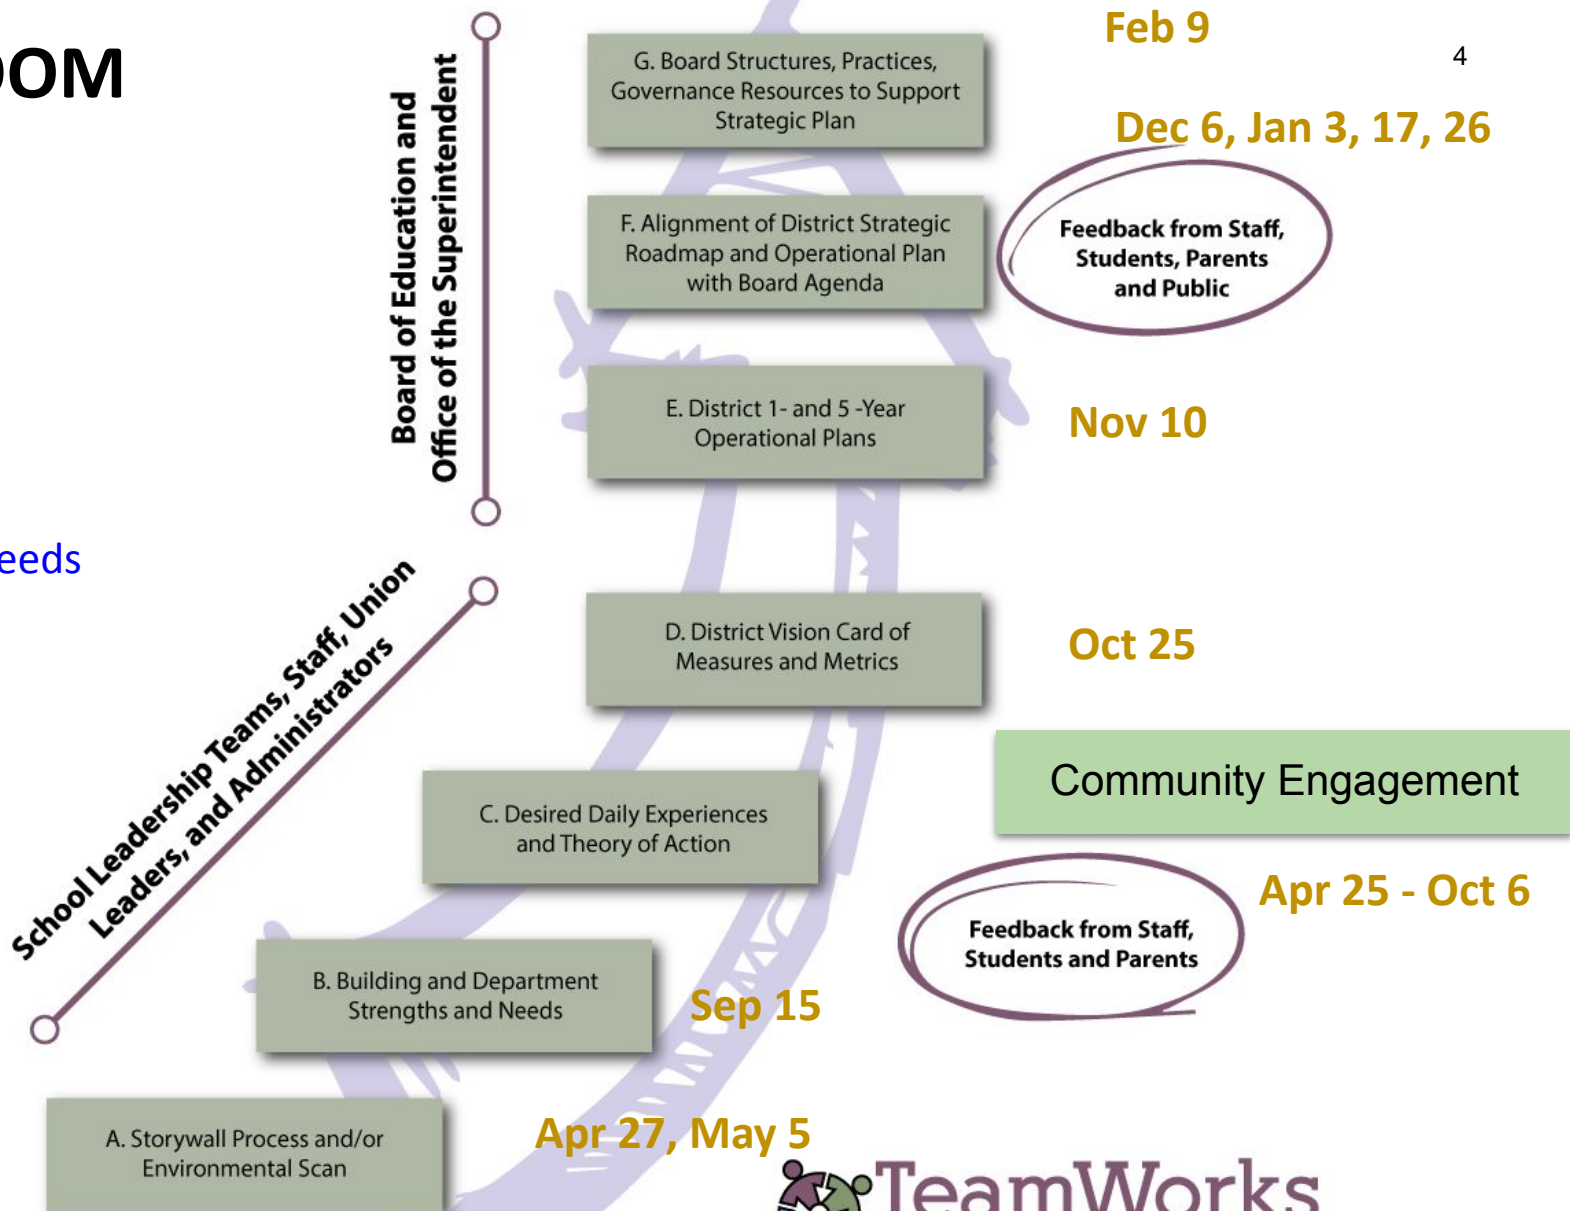 OOM
4
Feb 9
G. Board Structures, Practices,
Governance Resources to Support
Strategic Plan
Dec 6, Jan 3, 17, 26
Board of Education and
Office of the Superintendent
F. Alignment of District Strategic
Roadmap and Operational Plan
with Board Agenda
Feedback from Staff,
Students, Parents
and Public
E. District 1- and 5 -Year
Operational Plans
Nov 10
eeds
School Leadership Teams, Staff, Union
Leaders, and Administrators
D. District Vision Card of
Measures and Metrics
Oct 25
Community Engagement
C. Desired Daily Experiences
and Theory of Action
Apr 25 - Oct 6
Feedback from Staff,
Students and Parents
B. Building and Department
Strengths and Needs
Sep 15
A. Storywall Process and/or
Environmental Scan
Apr 27, May 5
TeamWorks